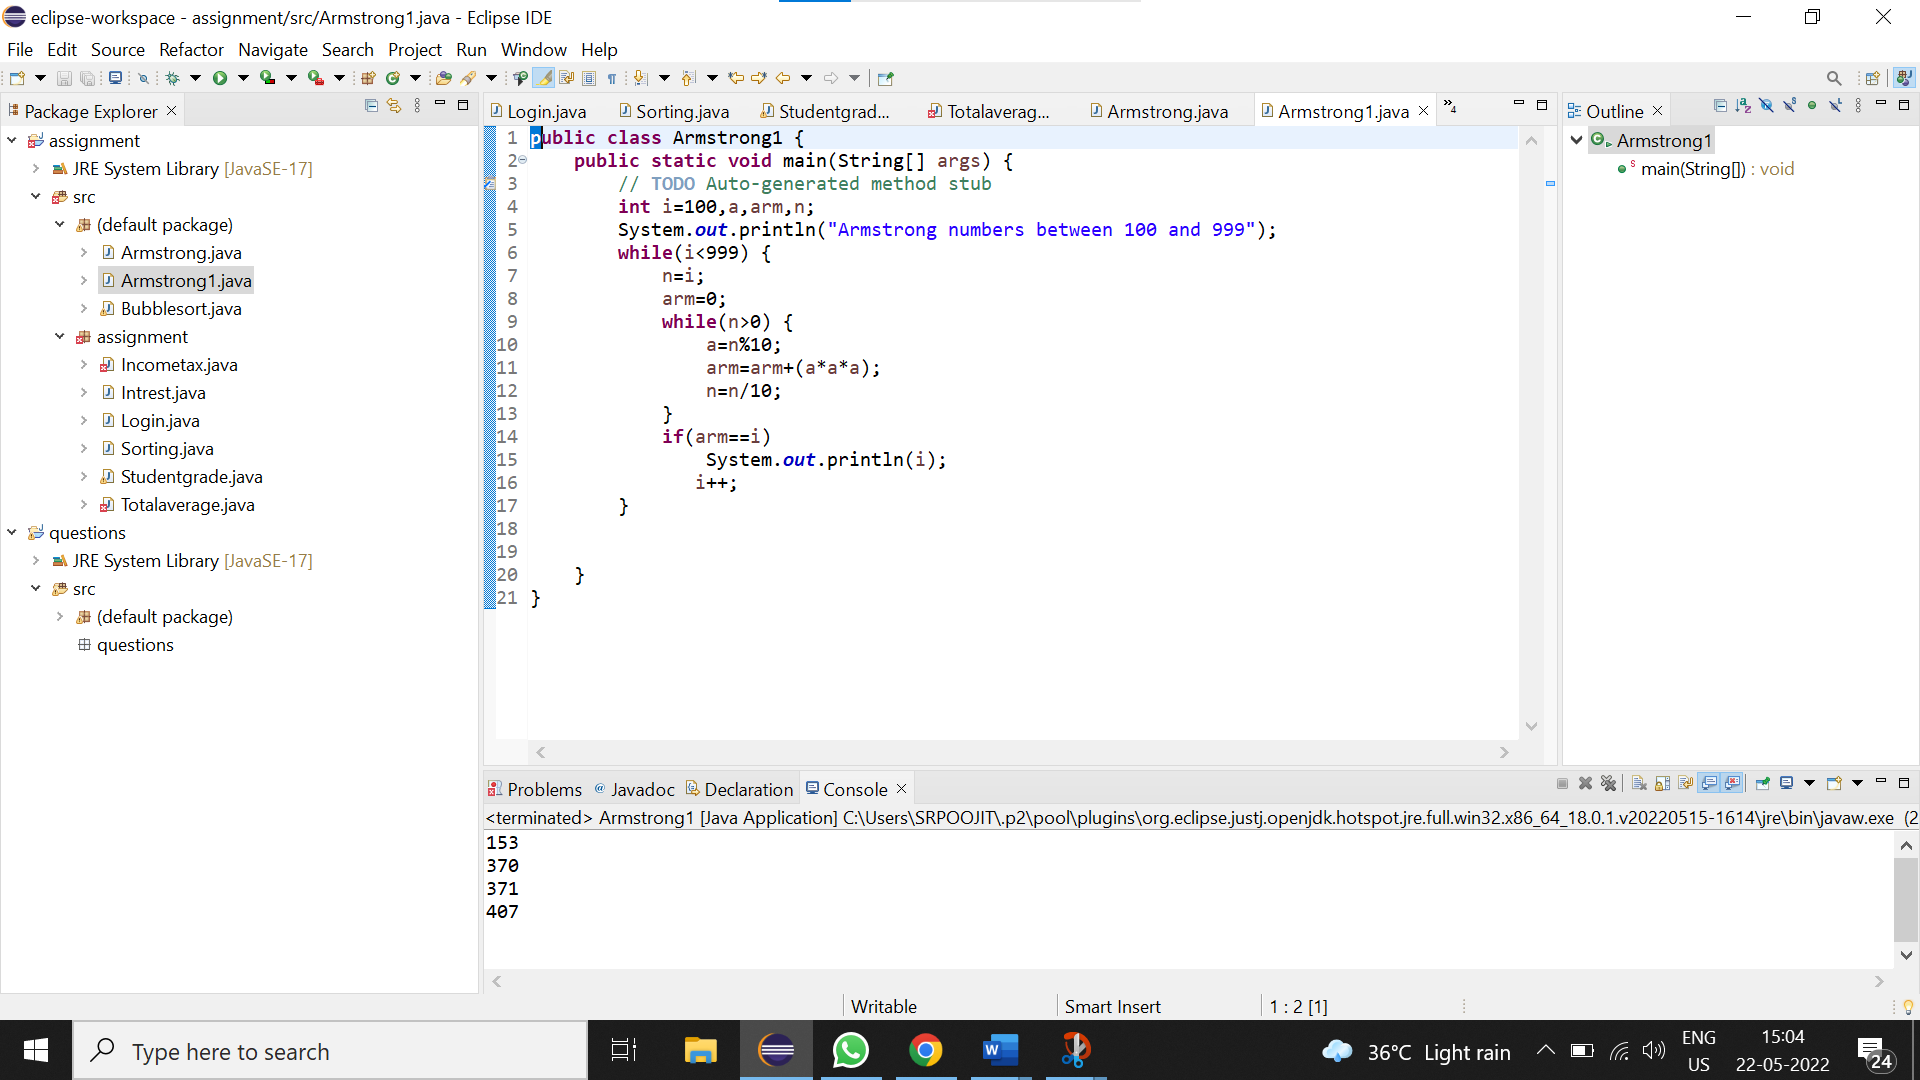 eclipse-workspace - assignment/src/Armstrong1.java - Eclipse IDE
File Edit Source Refactor Navigate Search Project Run Window Help
Package Explorer
assignment
JRE System Library [JavaSE-17]
src
(default package)
Armstrong.java
Armstrong1.java
Bubblesort.java
assignment
Incometax.java
Intrest.java
Login.java
Sorting.java
Studentgrade.java
Totalaverage.java
questions
JRE System Library [JavaSE-17]
src
(default package)
questions
Login.java Sorting.java Studentgrad... Totalaverag... Armstrong.java Armstrong1.java »4
1 public class Armstrong1 {
2 public static void main(String[] args) {
3 // TODO Auto-generated method stub
4 int i=100,a,arm,n;
5 System.out.println("Armstrong numbers between 100 and 999");
6 while(i<999) {
7 n=i;
8 arm=0;
9 while(n>0) {
10 a=n%10;
11 arm=arm+(a*a*a);
12 n=n/10;
13 }
14 if(arm==i)
15 System.out.println(i);
16 i++;
17 }
18
19
20 }
21 }
Outline
Armstrong1
main(String[]) : void
Problems Javadoc Declaration Console
<terminated> Armstrong1 [Java Application] C:\Users\SRPOOJIT\.p2\pool\plugins\org.eclipse.justj.openjdk.hotspot.jre.full.win32.x86_64_18.0.1.v20220515-1614\jre\bin\javaw.exe (2
153
370
371
407
Writable Smart Insert 1 : 2 [1]
Type here to search
36°C Light rain
ENG
US
15:04
22-05-2022
24